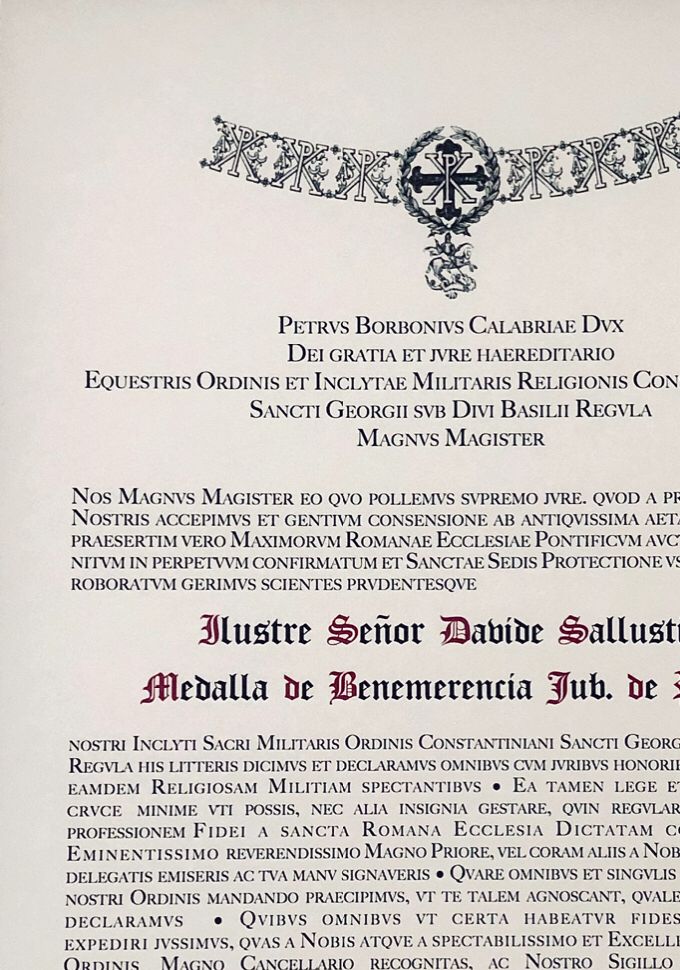 PETRVS BORBONIVS CALABRIAE DVX
DEI GRATIA ET JVRE HAEREDITARIO
EQUESTRIS ORDINIS ET INCLYTAE MILITARIS RELIGIONIS CON
SANCTI GEORGII SVB DIVI BASILII REGVLA
MAGNVS MAGISTER
NOS MAGNVS MAGISTER EO QVO POLLEMVS SVPREMO JVRE. QVOD A PR
NOSTRIS ACCEPIMVS ET GENTIVM CONSENSIONE AB ANTIQVISSIMA AETA
PRAESERTIM VERO MAXIMORVM ROMANAE ECCLESIAE PONTIFICVM AVCT
NITVM IN PERPETVVM CONFIRMATUM ET SANCTAE SEDIS PROTECTIONE VS
ROBORATVM GERIMVS SCIENTES PRVDENTESQVE
Ilustre Señor Davide Sallust
Medalla de Benemerencia Jub. de
NOSTRI INCLYTI SACRI MILITARIS ORDINIS CONSTANTINIANI SANCTI GEORG
REGVLA HIS LITTERIS DICIMVS ET DECLARAMVS OMNIBVS CVM JVRIBVS HONORIB
EAMDEM RELIGIOSAM MILITIAM SPECTANTIBVS • EA TAMEN LEGE ET
CRVCE MINIME VTI POSSIS, NEC ALIA INSIGNIA GESTARE, QVIN REGVLAR
PROFESSIONEM FIDEI A SANCTA ROMANA ECCLESIA DICTATAM CO
EMINENTISSIMO REVERENDISSIMO MAGNO PRIORE, VEL CORAM ALIIS A NOB
DELEGATIS EMISERIS AC TVA MANV SIGNAVERIS • QVARE OMNIBVS ET SINGVLIS
NOSTRI ORDINIS MANDANDO PRAECIPIMVS, VT TE TALEM AGNOSCANT, QVALE
DECLARAMVS • QVIBVS OMNIBVS VT CERTA HABEATVR FIDES
EXPEDIRI JVSSIMVS, QVAS A NOBIS ATQVE A SPECTABILISSIMO ET EXCELLE
ORDINIS MAGNO CANCELLARIO RECOGNITAS, AC NOSTRO SIGILLO